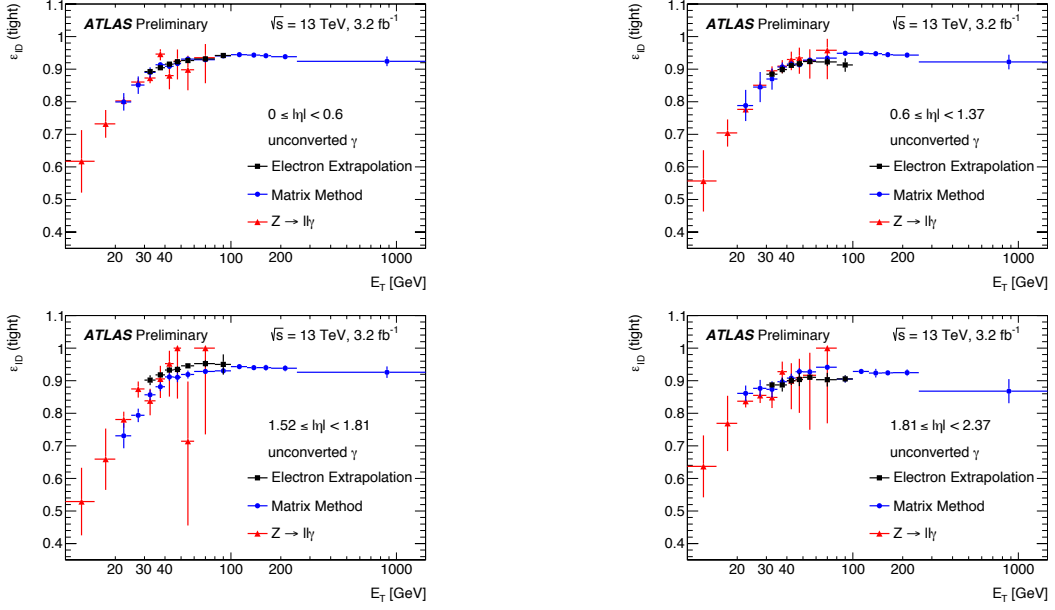 ε_ID (tight)
1.1
1
0.9
0.8
0.7
0.6
0.5
0.4
ATLAS Preliminary
√s = 13 TeV, 3.2 fb⁻¹
0 ≤ |η| < 0.6
unconverted γ
Electron Extrapolation
Matrix Method
Z → llγ
20 30 40 100 200 1000
E_T [GeV]
ε_ID (tight)
1.1
1
0.9
0.8
0.7
0.6
0.5
0.4
ATLAS Preliminary
√s = 13 TeV, 3.2 fb⁻¹
0.6 ≤ |η| < 1.37
unconverted γ
Electron Extrapolation
Matrix Method
Z → llγ
20 30 40 100 200 1000
E_T [GeV]
ε_ID (tight)
1.1
1
0.9
0.8
0.7
0.6
0.5
0.4
ATLAS Preliminary
√s = 13 TeV, 3.2 fb⁻¹
1.52 ≤ |η| < 1.81
unconverted γ
Electron Extrapolation
Matrix Method
Z → llγ
20 30 40 100 200 1000
E_T [GeV]
ε_ID (tight)
1.1
1
0.9
0.8
0.7
0.6
0.5
0.4
ATLAS Preliminary
√s = 13 TeV, 3.2 fb⁻¹
1.81 ≤ |η| < 2.37
unconverted γ
Electron Extrapolation
Matrix Method
Z → llγ
20 30 40 100 200 1000
E_T [GeV]